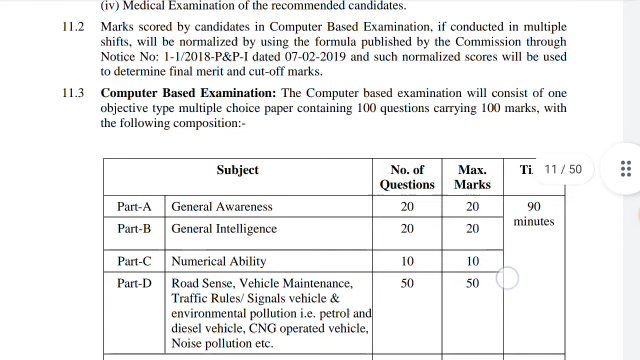 (iv) Medical Examination of the recommended candidates.
11.2 Marks scored by candidates in Computer Based Examination, if conducted in multiple
shifts, will be normalized by using the formula published by the Commission through
Notice No: 1-1/2018-P&P-I dated 07-02-2019 and such normalized scores will be used
to determine final merit and cut-off marks.
11.3 Computer Based Examination: The Computer based examination will consist of one
objective type multiple choice paper containing 100 questions carrying 100 marks, with
the following composition:-
Subject No. of Max. Ti 11 / 50
Questions Marks
Part-A General Awareness 20 20 90
minutes
Part-B General Intelligence 20 20
Part-C Numerical Ability 10 10
Part-D Road Sense, Vehicle Maintenance, 50 50
Traffic Rules/ Signals vehicle &
environmental pollution i.e. petrol and
diesel vehicle, CNG operated vehicle,
Noise pollution etc.